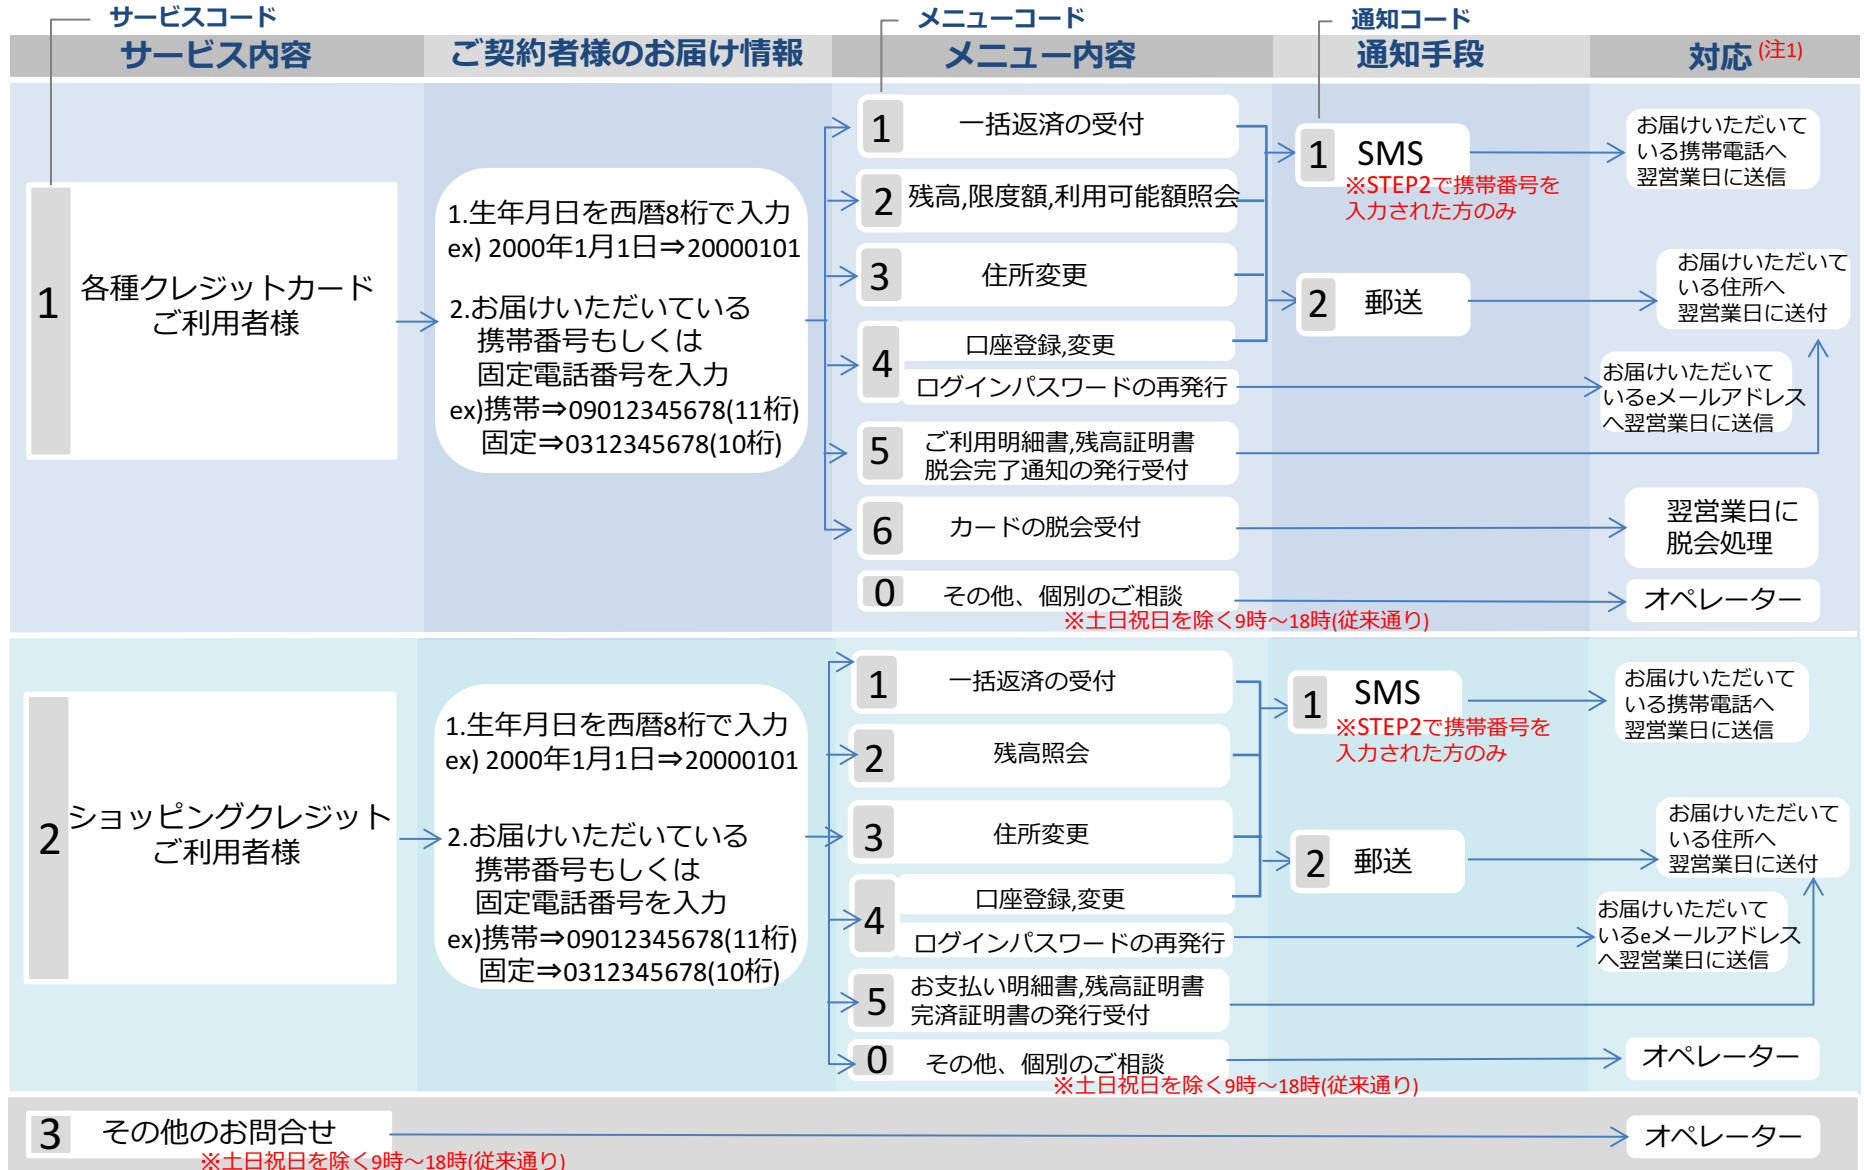 サービスコード
メニューコード
通知コード
サービス内容
ご契約者様のお届け情報
メニュー内容
通知手段
対応(注1)
1
各種クレジットカード
ご利用者様
1.生年月日を西暦8桁で入力
ex) 2000年1月1日⇒20000101
2.お届けいただいている
携帯番号もしくは
固定電話番号を入力
ex)携帯⇒09012345678(11桁)
固定⇒0312345678(10桁)
1
一括返済の受付
2
残高,限度額,利用可能額照会
3
住所変更
4
口座登録,変更
ログインパスワードの再発行
5
ご利用明細書,残高証明書
脱会完了通知の発行受付
6
カードの脱会受付
0
その他、個別のご相談
※土日祝日を除く9時～18時(従来通り)
1
SMS
※STEP2で携帯番号を
入力された方のみ
2
郵送
お届けいただいて
いる携帯電話へ
翌営業日に送信
お届けいただいて
いる住所へ
翌営業日に送付
お届けいただいて
いるeメールアドレス
へ翌営業日に送信
翌営業日に
脱会処理
オペレーター
2
ショッピングクレジット
ご利用者様
1.生年月日を西暦8桁で入力
ex) 2000年1月1日⇒20000101
2.お届けいただいている
携帯番号もしくは
固定電話番号を入力
ex)携帯⇒09012345678(11桁)
固定⇒0312345678(10桁)
1
一括返済の受付
2
残高照会
3
住所変更
4
口座登録,変更
ログインパスワードの再発行
5
お支払い明細書,残高証明書
完済証明書の発行受付
0
その他、個別のご相談
※土日祝日を除く9時～18時(従来通り)
1
SMS
※STEP2で携帯番号を
入力された方のみ
2
郵送
お届けいただいて
いる携帯電話へ
翌営業日に送信
お届けいただいて
いる住所へ
翌営業日に送付
お届けいただいて
いるeメールアドレス
へ翌営業日に送信
オペレーター
3
その他のお問合せ
※土日祝日を除く9時～18時(従来通り)
オペレーター